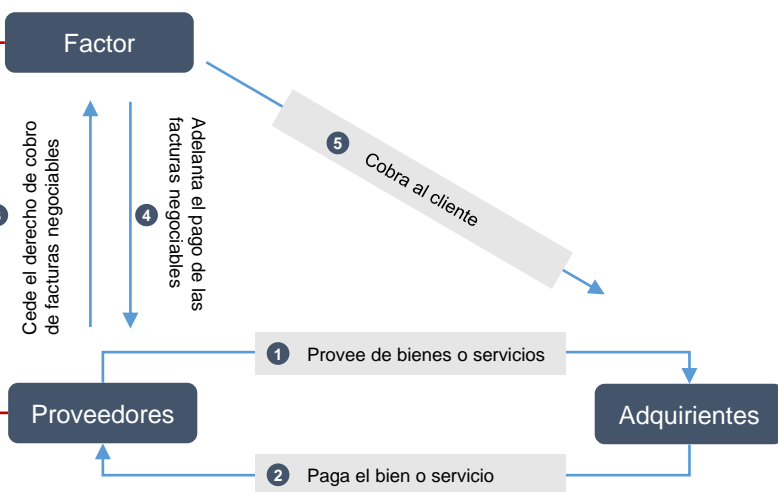 Factor
Cede el derecho de cobro
de facturas negociables
4
Adelanta el pago de las
facturas negociables
5
Cobra al cliente
1
Provee de bienes o servicios
Proveedores
Adquirientes
2
Paga el bien o servicio